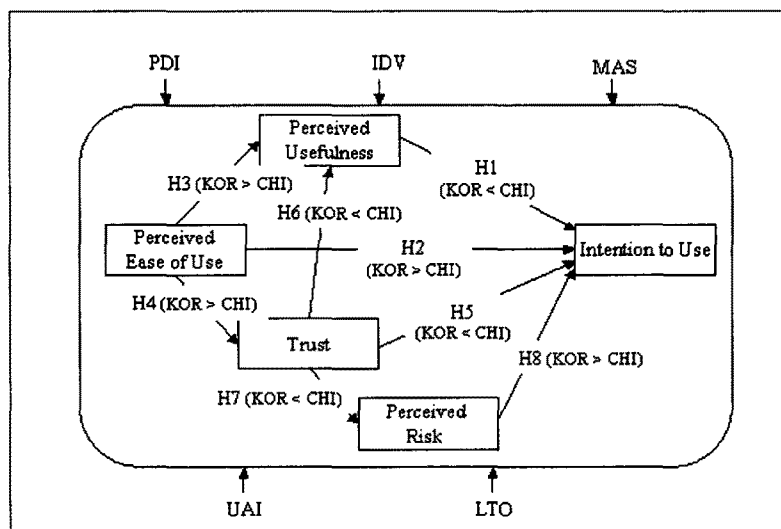 PDI
IDV
MAS
Perceived
Usefulness
H1
(KOR < CHI)
H3 (KOR > CHI)
H6 (KOR < CHI)
Perceived
Ease of Use
H2
(KOR > CHI)
Intention to Use
H4 (KOR > CHI)
Trust
H5
(KOR < CHI)
H8 (KOR > CHI)
H7 (KOR < CHI)
Perceived
Risk
UAI
LTO